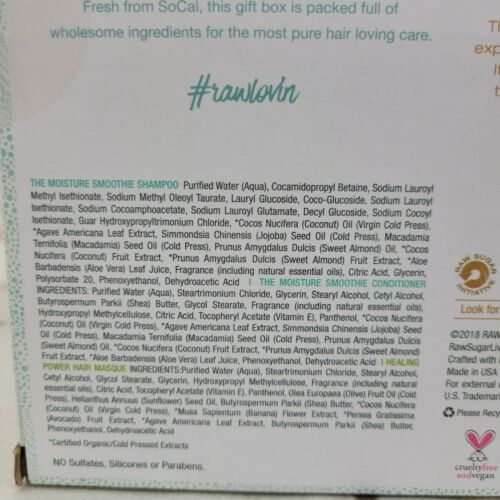 Fresh from SoCal, this gift box is packed full of
wholesome ingredients for the most pure hair loving care.
#rawlovin
THE MOISTURE SMOOTHIE SHAMPOO Purified Water (Aqua), Cocamidopropyl Betaine, Sodium Lauroyl
Methyl Isethionate, Sodium Methyl Oleoyl Taurate, Lauryl Glucoside, Coco-Glucoside, Sodium Lauroyl
Isethionate, Sodium Cocoamphoacetate, Sodium Lauroyl Glutamate, Decyl Glucoside, Sodium Cocoyl
Isethionate, Guar Hydroxypropyltrimonium Chloride, *Cocos Nucifera (Coconut) Oil (Virgin Cold Press),
*Agave Americana Leaf Extract, Simmondsia Chinensis (Jojoba) Seed Oil (Cold Press), Macadamia
Ternifolia (Macadamia) Seed Oil (Cold Press), Prunus Amygdalus Dulcis (Sweet Almond) Oil, *Cocos
Nucifera (Coconut) Fruit Extract, *Prunus Amygdalus Dulcis (Sweet Almond) Fruit Extract, *Aloe
Barbadensis (Aloe Vera) Leaf Juice, Fragrance (including natural essential oils), Citric Acid, Glycerin,
Polysorbate 20, Phenoxyethanol, Dehydroacetic Acid | THE MOISTURE SMOOTHIE CONDITIONER
INGREDIENTS: Purified Water (Aqua), Steartrimonium Chloride, Glycerin, Stearyl Alcohol, Cetyl Alcohol,
Butyrospermum Parkii (Shea) Butter, Glycol Stearate, Fragrance (including natural essential oils),
Hydroxypropyl Methylcellulose, Citric Acid, Tocopheryl Acetate (Vitamin E), Panthenol, *Cocos Nucifera
(Coconut) Oil (Virgin Cold Press), *Agave Americana Leaf Extract, Simmondsia Chinensis (Jojoba) Seed
Oil (Cold Press), Macadamia Ternifolia (Macadamia) Seed Oil (Cold Press), Prunus Amygdalus Dulcis
(Sweet Almond) Oil, *Cocos Nucifera (Coconut) Fruit Extract, *Prunus Amygdalus Dulcis (Sweet Almond)
Fruit Extract, *Aloe Barbadensis (Aloe Vera) Leaf Juice, Phenoxyethanol, Dehydroacetic Acid | HEALING
POWER HAIR MASQUE INGREDIENTS:Purified Water (Aqua), Steartrimonium Chloride, Stearyl Alcohol,
Cetyl Alcohol, Glycol Stearate, Glycerin, Hydroxypropyl Methylcellulose, Fragrance (including natural
essential oils), Citric Acid, Tocopheryl Acetate (Vitamin E), Panthenol, Olea Europaea (Olive) Fruit Oil (Cold
Press), Helianthus Annuus (Sunflower) Seed Oil, Butyrospermum Parkii (Shea) Butter, *Cocos Nucifera
(Coconut) Oil (Virgin Cold Press), *Musa Sapientum (Banana) Flower Extract, *Persea Gratissima
(Avocado) Fruit Extract, *Agave Americana Leaf Extract, Butyrospermum Parkii (Shea) Butter,
Phenoxyethanol, Dehydroacetic Acid
*Certified Organic/Cold Pressed Extracts
NO Sulfates, Silicones or Parabens.
Th
exp
It
t
RAW SUGAR
INITIATIVE
Look for
©2018 RAW
RawSugarLiv
Crafted with
Made in USA
For external
U.S. Trademar
Please Recy
crueltyfree
andvegan